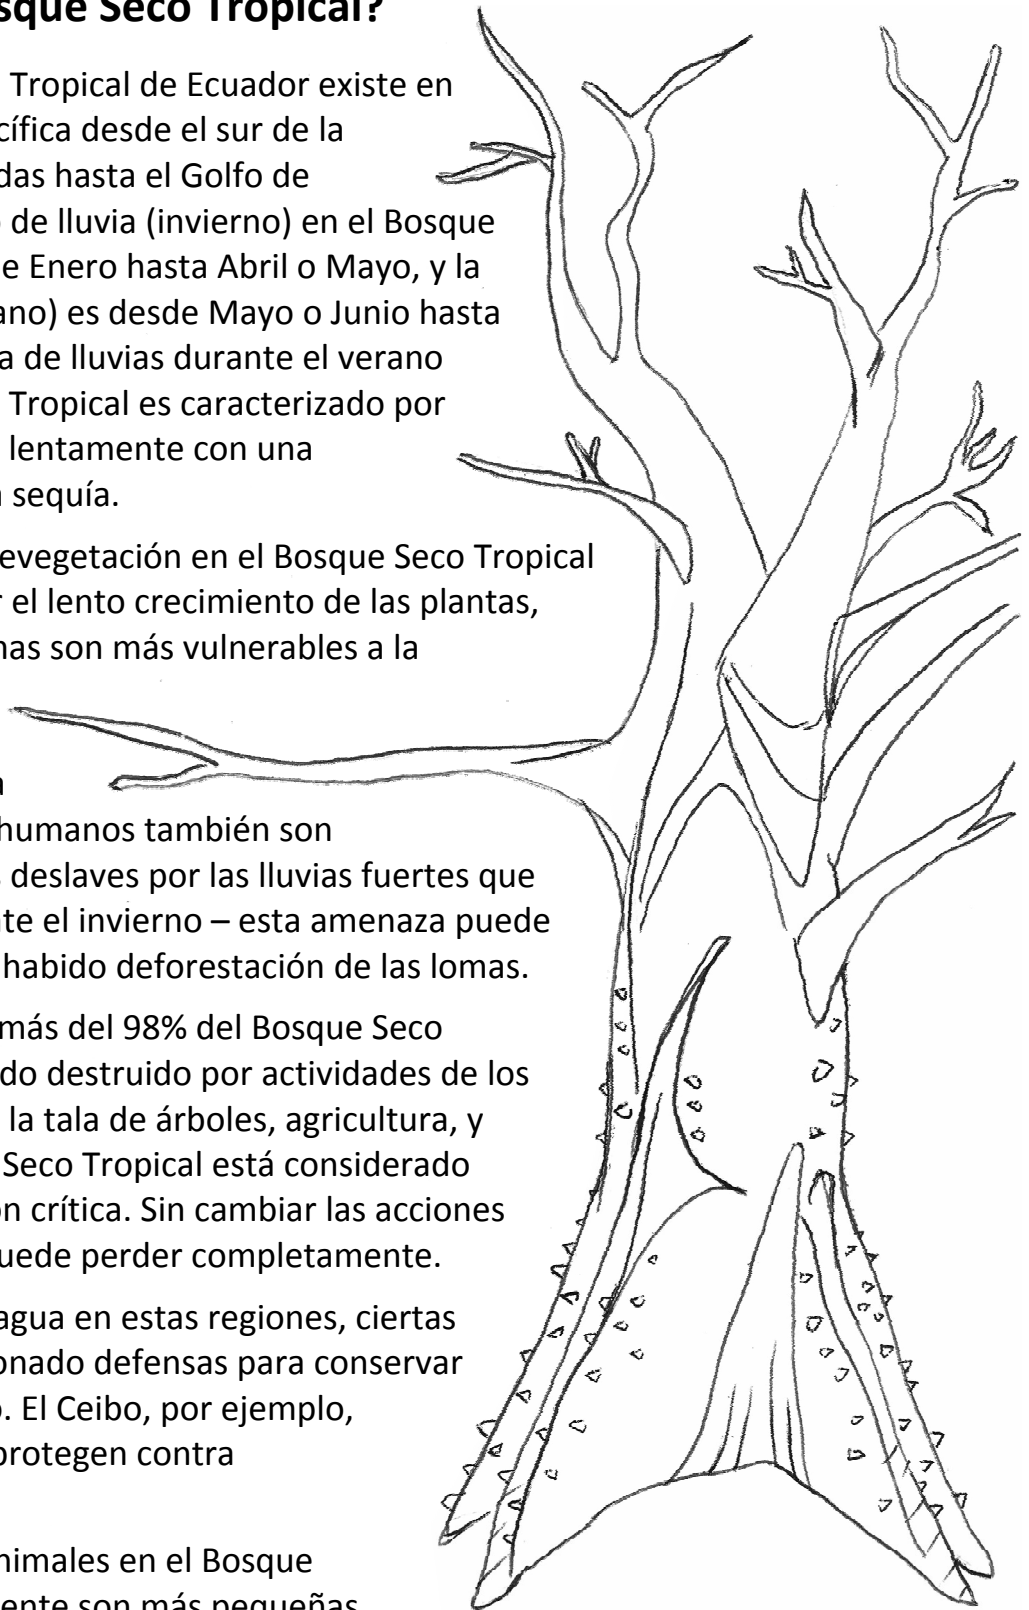 sque Seco Tropical?
Tropical de Ecuador existe en
cífica desde el sur de la
das hasta el Golfo de
de lluvia (invierno) en el Bosque
e Enero hasta Abril o Mayo, y la
ano) es desde Mayo o Junio hasta
a de lluvias durante el verano
Tropical es caracterizado por
lentamente con una
sequía.
evegetación en el Bosque Seco Tropical
r el lento crecimiento de las plantas,
nas son más vulnerables a la
a
humanos también son
s deslaves por las lluvias fuertes que
te el invierno – esta amenaza puede
habido deforestación de las lomas.
más del 98% del Bosque Seco
do destruido por actividades de los
la tala de árboles, agricultura, y
Seco Tropical está considerado
n crítica. Sin cambiar las acciones
uede perder completamente.
agua en estas regiones, ciertas
onado defensas para conservar
o. El Ceibo, por ejemplo,
protegen contra
nimales en el Bosque
ente son más pequeñas